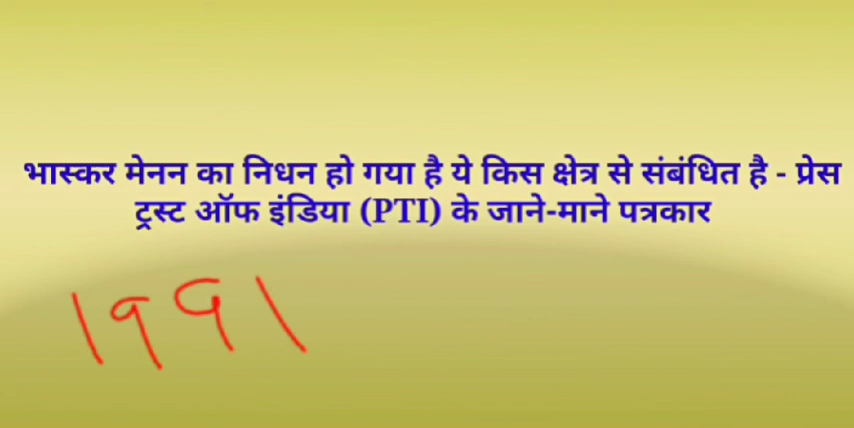 भास्कर मेनन का निधन हो गया है ये किस क्षेत्र से संबंधित है - प्रेस
ट्रस्ट ऑफ इंडिया (PTI) के जाने-माने पत्रकार
1991